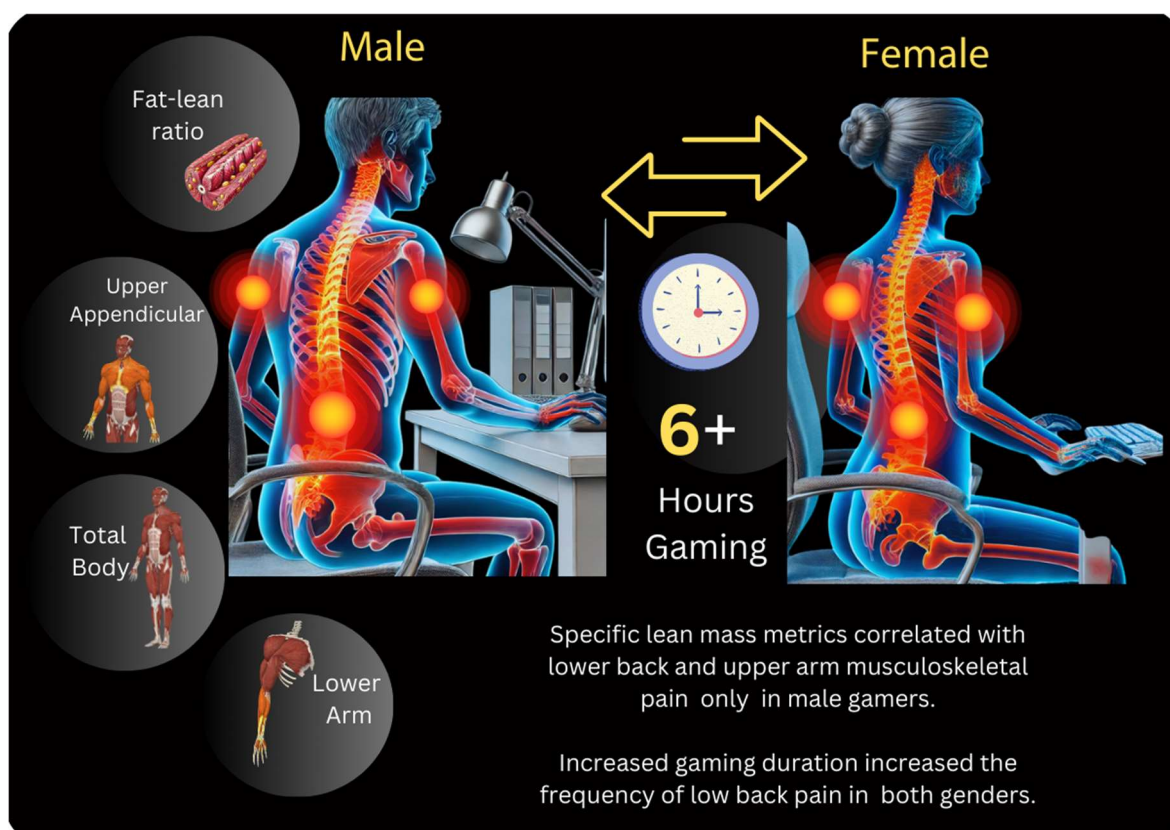 Male
Female
Fat-lean
ratio
Upper
Appendicular
Total
Body
Lower
Arm
6+
Hours
Gaming
Specific lean mass metrics correlated with
lower back and upper arm musculoskeletal
pain only in male gamers.
Increased gaming duration increased the
frequency of low back pain in both genders.